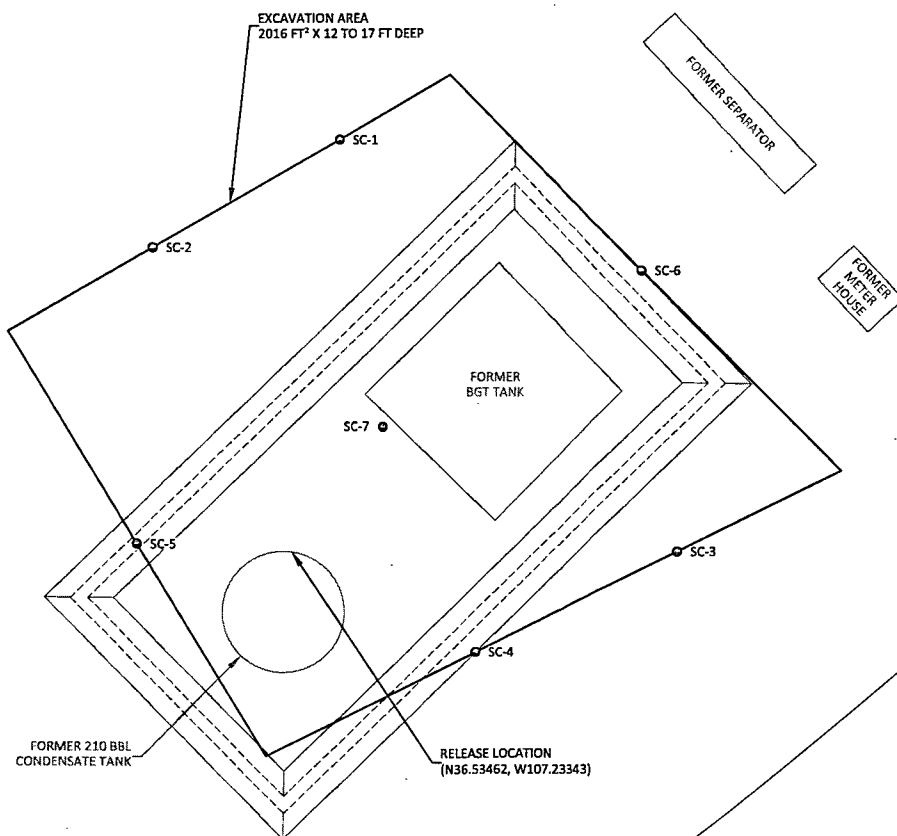 EXCAVATION AREA
2016 FT² X 12 TO 17 FT DEEP
FORMER SEPARATOR
SC-1
SC-2
SC-6
FORMER
METER
HOUSE
FORMER
BGT TANK
SC-7
SC-5
SC-3
SC-4
FORMER 210 BBL
CONDENSATE TANK
RELEASE LOCATION
(N36.53462, W107.23343)